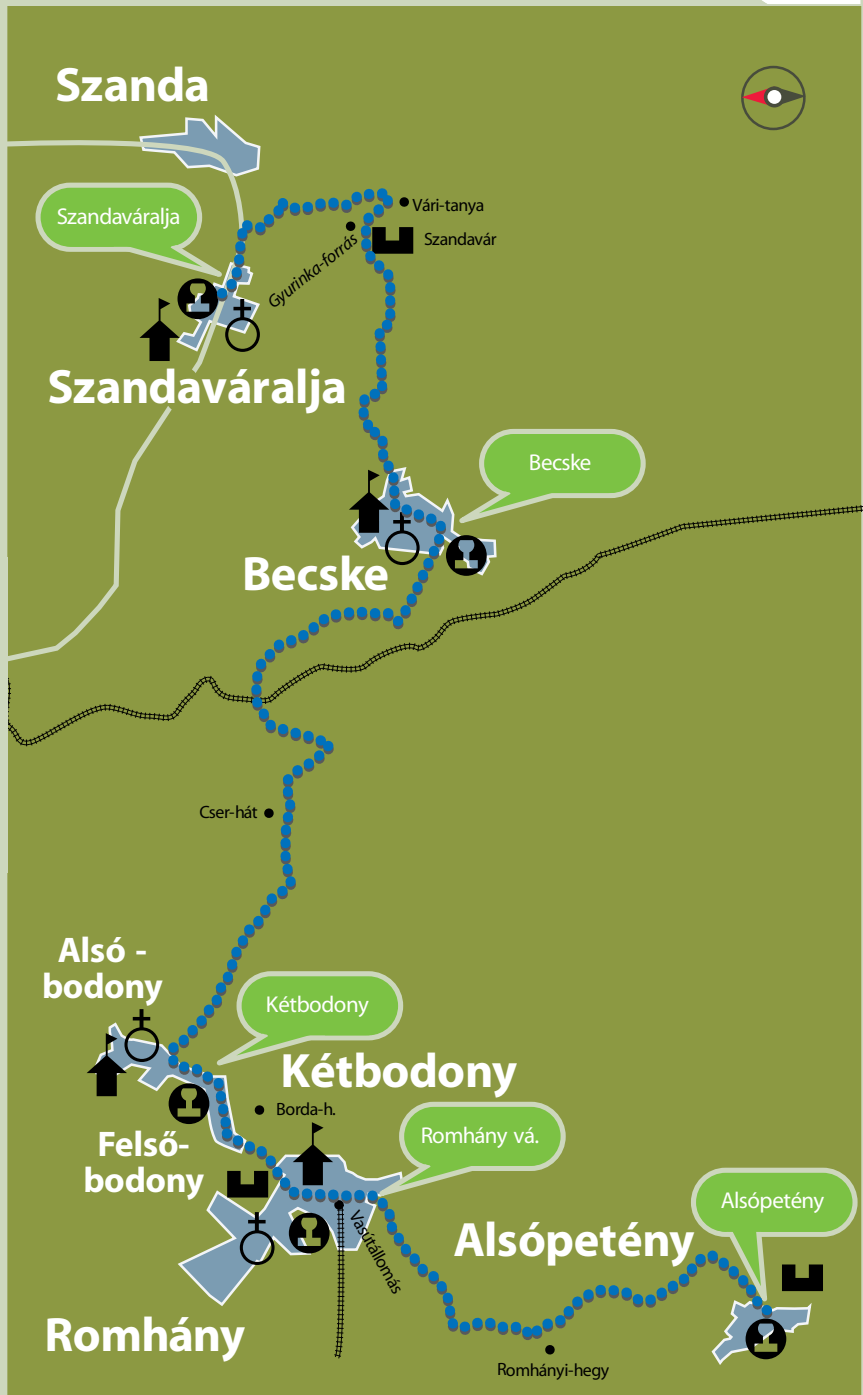 Szanda
Szandaváralja
Vári-tanya
Szandavár
Gyurinka-forrás
Szandaváralja
Becske
Becske
Cser-hát
Alsó -
bodony
Kétbodony
Kétbodony
Borda-h.
Felső-
bodony
Romhány vá.
Vasútállomás
Alsópetény
Alsópetény
Romhány
Romhányi-hegy